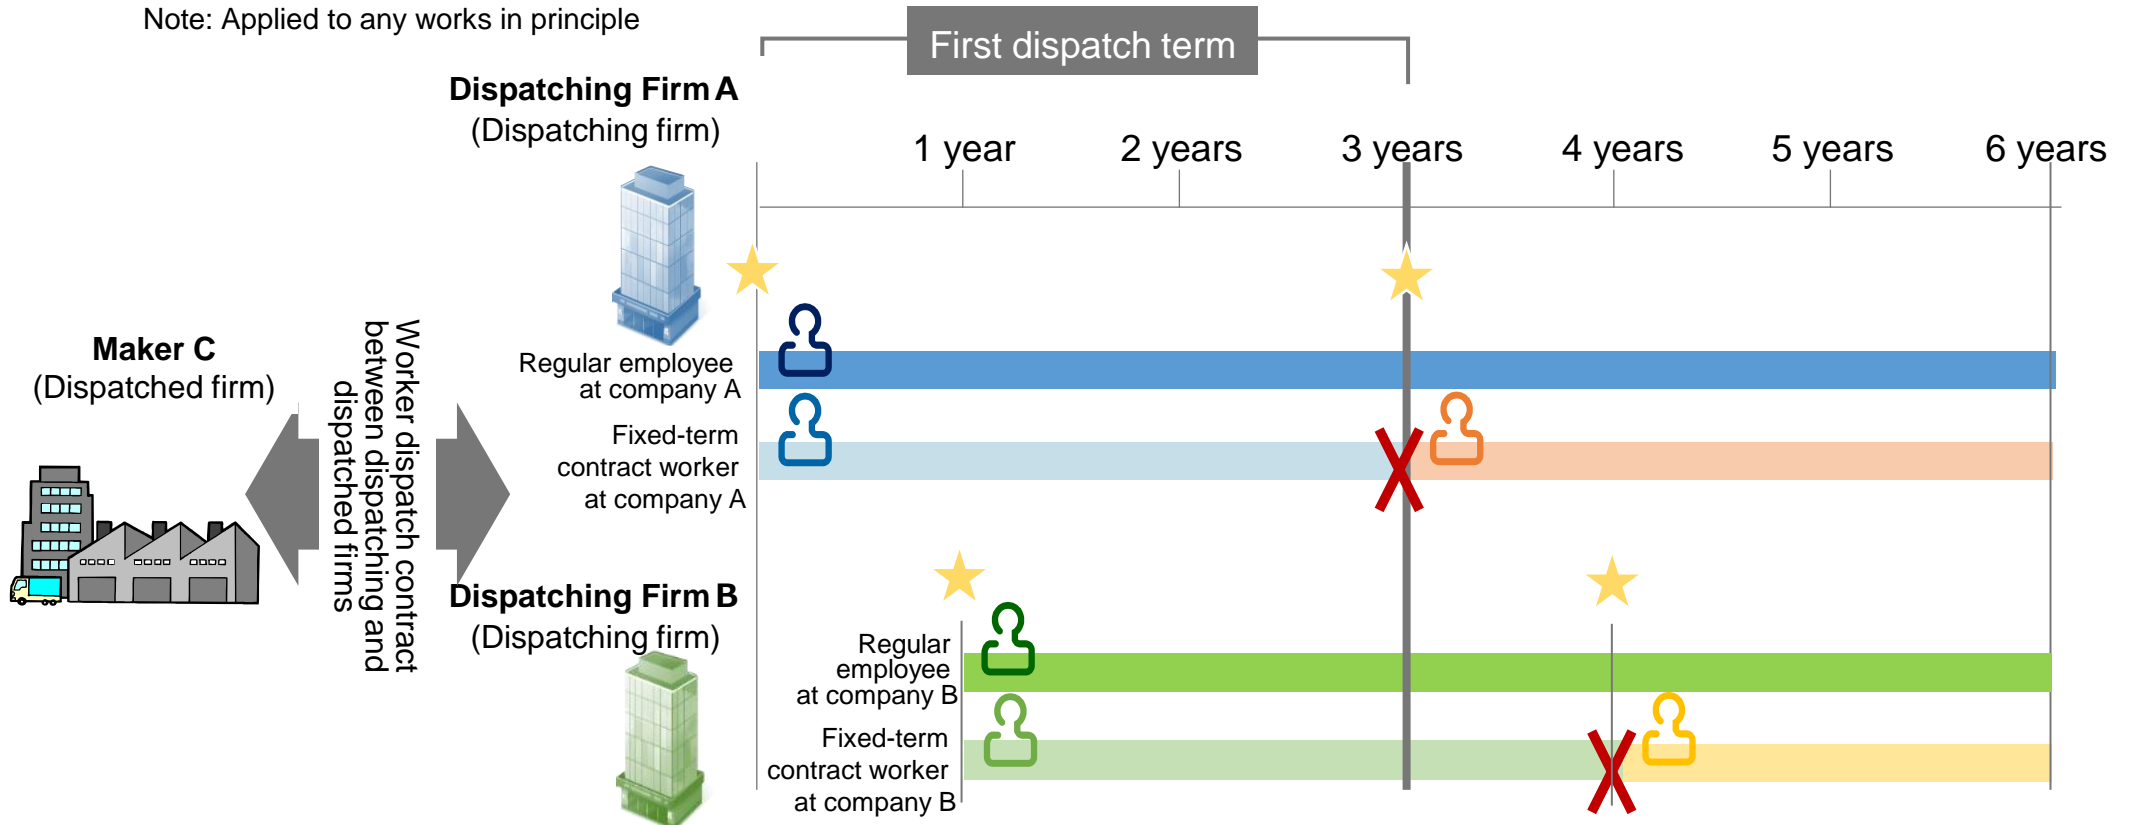 Note: Applied to any works in principle
First dispatch term
Dispatching Firm A
(Dispatching firm)
1 year
2 years
3 years
4 years
5 years
6 years
Maker C
(Dispatched firm)
Worker dispatch contract
between dispatching and
dispatched firms
Regular employee
at company A
Fixed-term
contract worker
at company A
Dispatching Firm B
(Dispatching firm)
Regular
employee
at company B
Fixed-term
contract worker
at company B